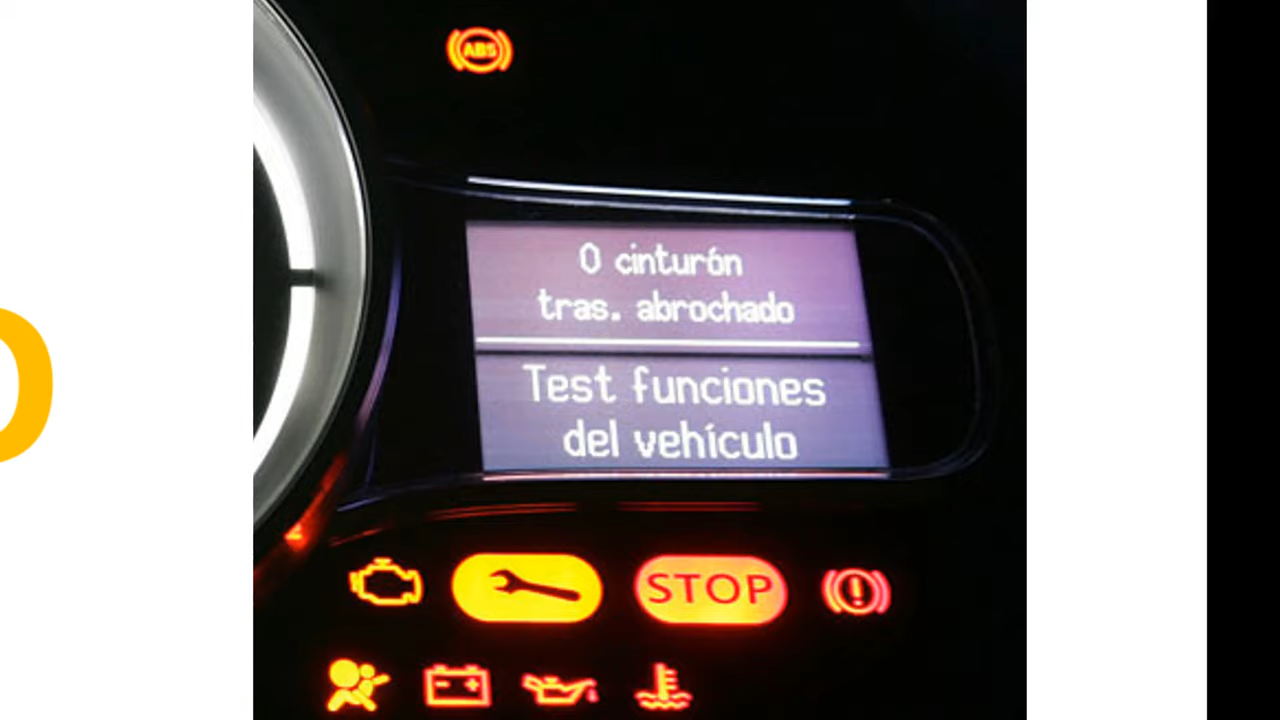 ABS
0 cinturón
tras. abrochado
Test funciones
del vehículo
STOP